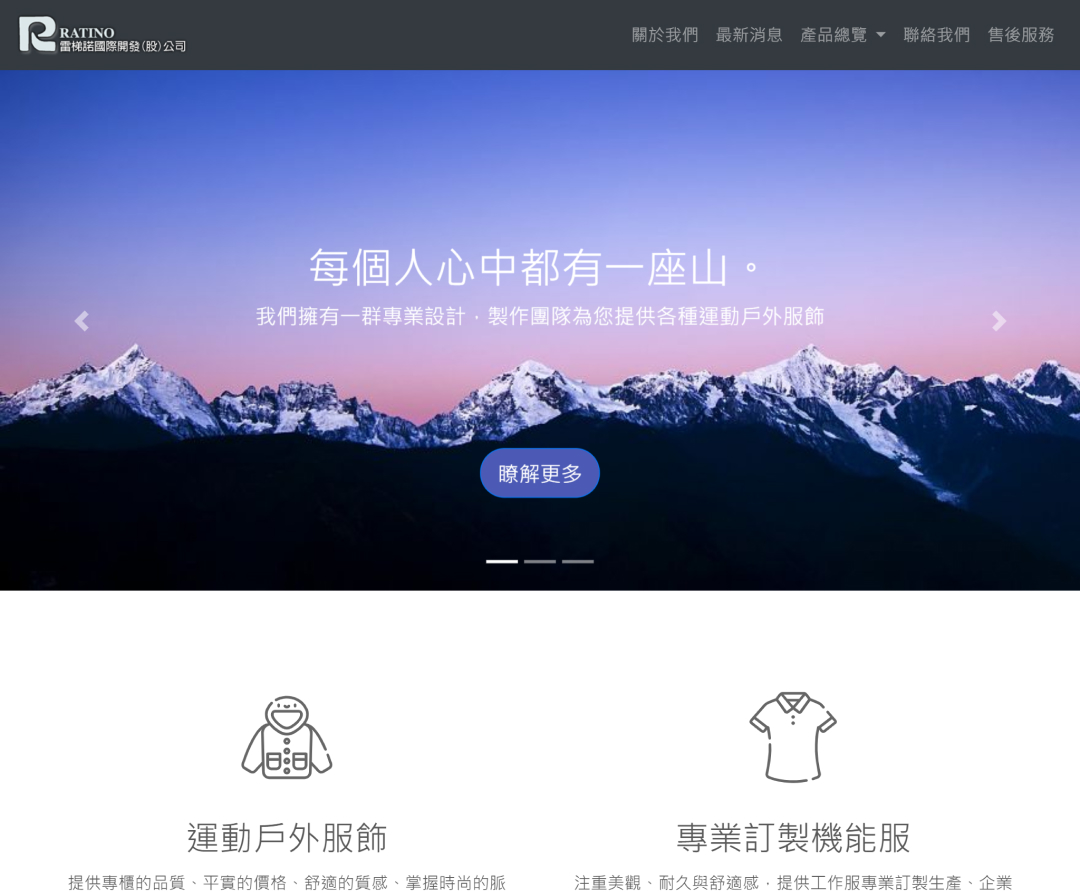 RATINO
雷梯諾國際開發(股)公司
關於我們
最新消息
產品總覽
聯絡我們
售後服務
每個人心中都有一座山。
我們擁有一群專業設計，製作團隊為您提供各種運動戶外服飾
瞭解更多
運動戶外服飾
專業訂製機能服
提供專櫃的品質、平實的價格、舒適的質感、掌握時尚的脈
注重美觀、耐久與舒適感，提供工作服專業訂製生產、企業